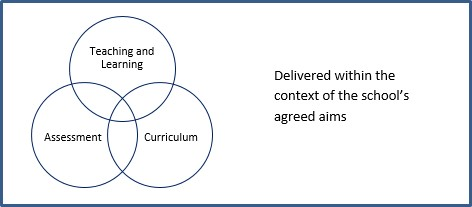 Teaching and
Learning
Assessment
Curriculum
Delivered within the
context of the school's
agreed aims